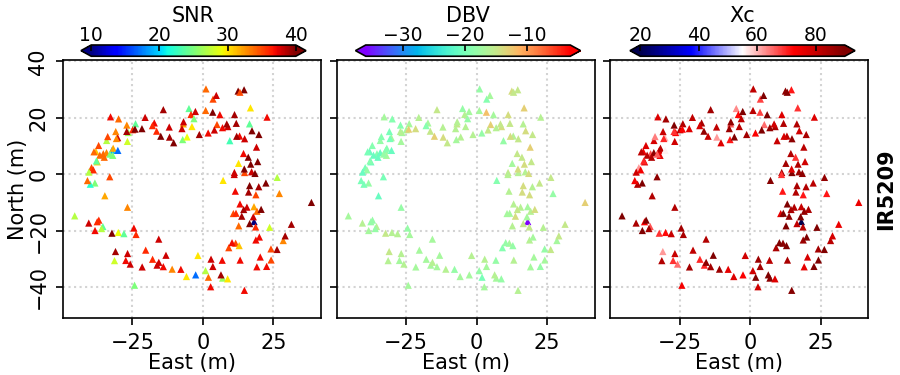 SNR DBV Xc
10 20 30 40 −30 −20 −10 20 40 60 80
40
20
0
−20
−40
North (m)
IR5209
−25 0 25 −25 0 25 −25 0 25
East (m) East (m) East (m)